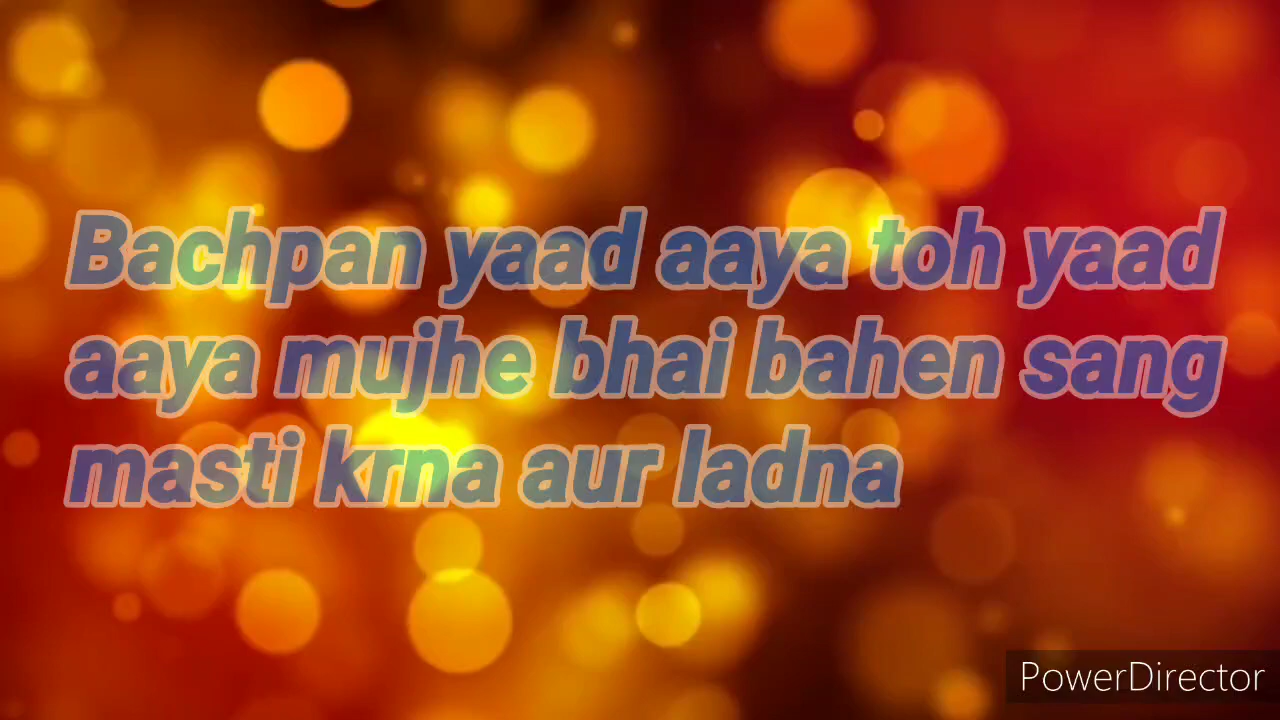 Bachpan yaad aaya toh yaad
aaya mujhe bhai bahen sang
masti krna aur ladna
PowerDirector